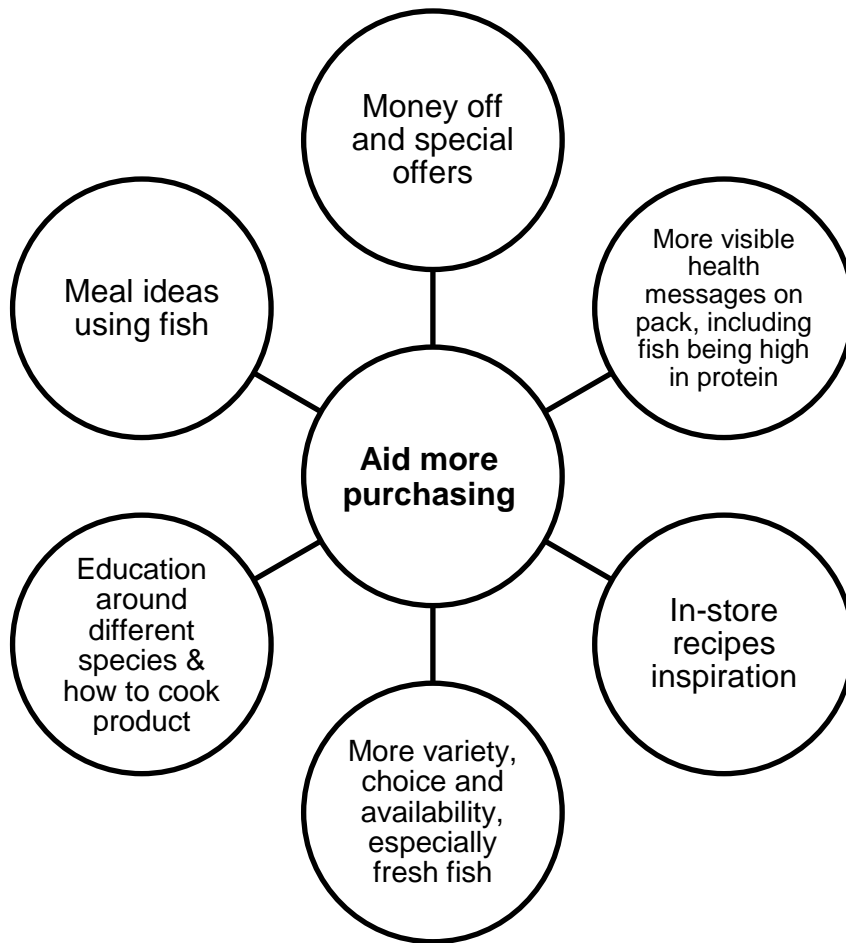 Money off
and special
offers
More visible
health
messages on
pack, including
fish being high
in protein
Meal ideas
using fish
Aid more
purchasing
Education
around
different
species &
how to cook
product
In-store
recipes
inspiration
More variety,
choice and
availability,
especially
fresh fish